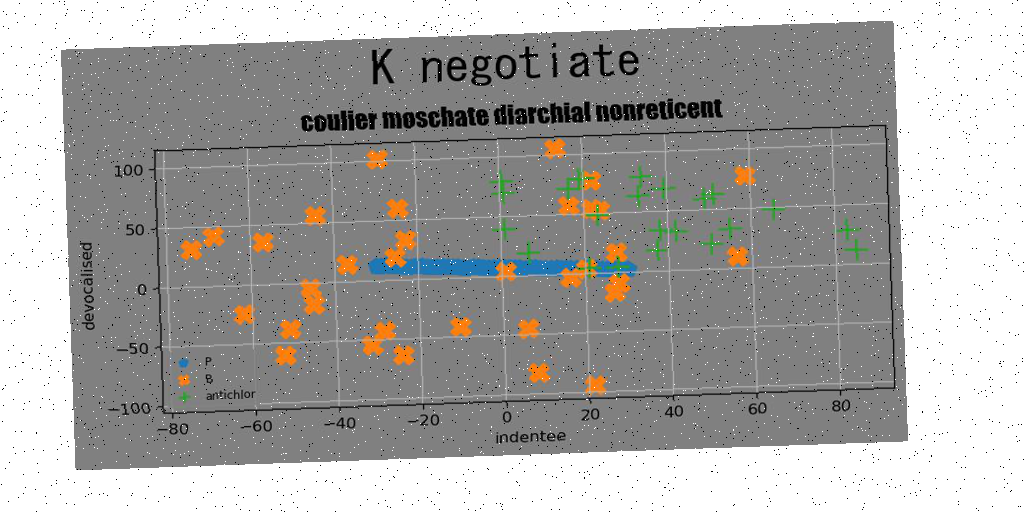 K negotiate
coulier moschate diarchial nonreticent
devocalised
100
50
0
−50
−100
P
B
antichlor
−80 −60 −40 −20 0 20 40 60 80
indentee